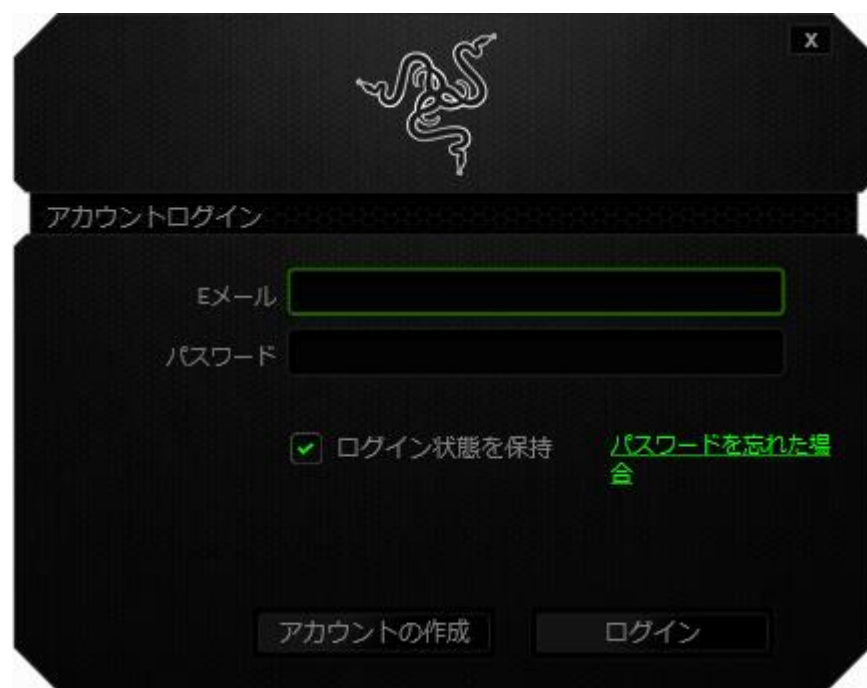 X
アカウントログイン
Eメール
パスワード
ログイン状態を保持
パスワードを忘れた場
合
アカウントの作成
ログイン